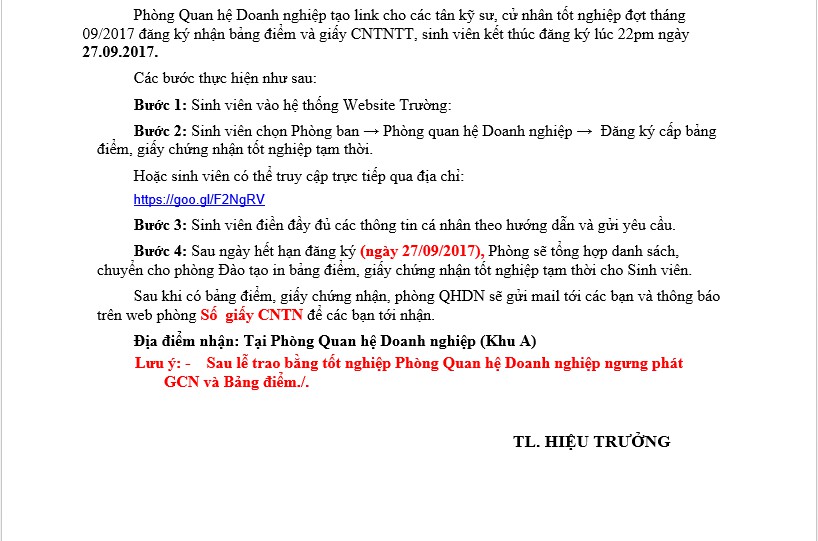 Phòng Quan hệ Doanh nghiệp tạo link cho các tân kỹ sư, cử nhân tốt nghiệp đợt tháng
09/2017 đăng ký nhận bảng điểm và giấy CNTNTT, sinh viên kết thúc đăng ký lúc 22pm ngày
27.09.2017.
Các bước thực hiện như sau:
Bước 1: Sinh viên vào hệ thống Website Trường:
Bước 2: Sinh viên chọn Phòng ban → Phòng quan hệ Doanh nghiệp → Đăng ký cấp bảng
điểm, giấy chứng nhận tốt nghiệp tạm thời.
Hoặc sinh viên có thể truy cập trực tiếp qua địa chỉ:
https://goo.gl/F2NgRV
Bước 3: Sinh viên điền đầy đủ các thông tin cá nhân theo hướng dẫn và gửi yêu cầu.
Bước 4: Sau ngày hết hạn đăng ký (ngày 27/09/2017), Phòng sẽ tổng hợp danh sách,
chuyển cho phòng Đào tạo in bảng điểm, giấy chứng nhận tốt nghiệp tạm thời cho Sinh viên.
Sau khi có bảng điểm, giấy chứng nhận, phòng QHDN sẽ gửi mail tới các bạn và thông báo
trên web phòng Số giấy CNTN để các bạn tới nhận.
Địa điểm nhận: Tại Phòng Quan hệ Doanh nghiệp (Khu A)
Lưu ý: - Sau lễ trao bằng tốt nghiệp Phòng Quan hệ Doanh nghiệp ngưng phát
GCN và Bảng điểm./.
TL. HIỆU TRƯỞNG